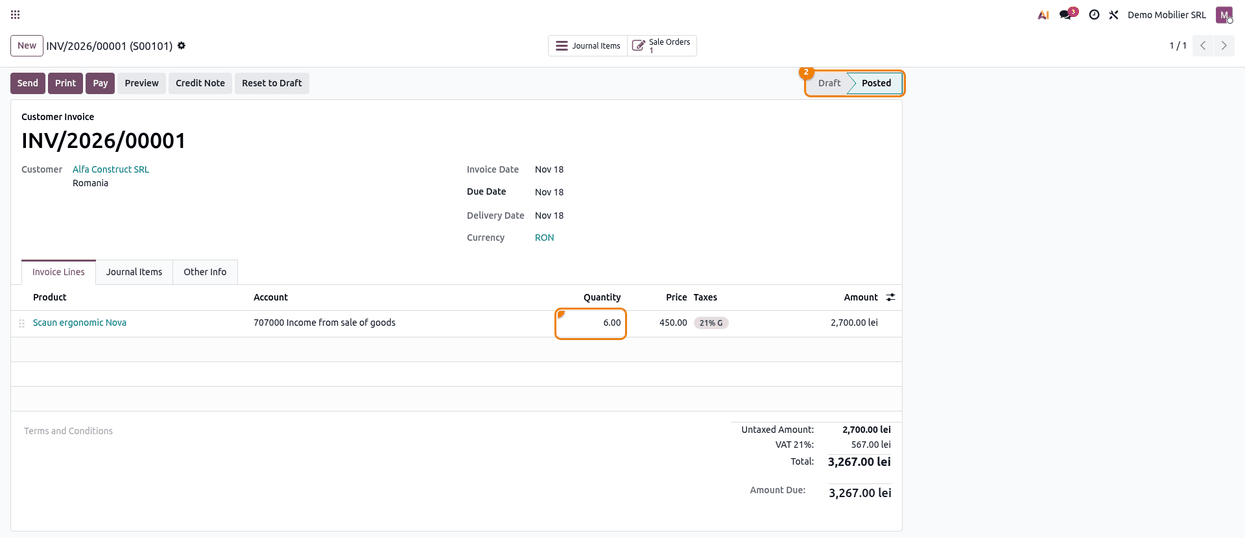 AI 3 Demo Mobilier SRL M
New INV/2026/00001 (S00101) Journal Items Sale Orders 1 1 / 1
Send Print Pay Preview Credit Note Reset to Draft 2 Draft Posted
Customer Invoice
INV/2026/00001
Customer Alfa Construct SRL Invoice Date Nov 18
Romania
Due Date Nov 18
Delivery Date Nov 18
Currency RON
Invoice Lines Journal Items Other Info
Product Account Quantity Price Taxes Amount
Scaun ergonomic Nova 707000 Income from sale of goods 6.00 450.00 21% G 2,700.00 lei
Terms and Conditions Untaxed Amount: 2,700.00 lei
VAT 21%: 567.00 lei
Total: 3,267.00 lei
Amount Due: 3,267.00 lei